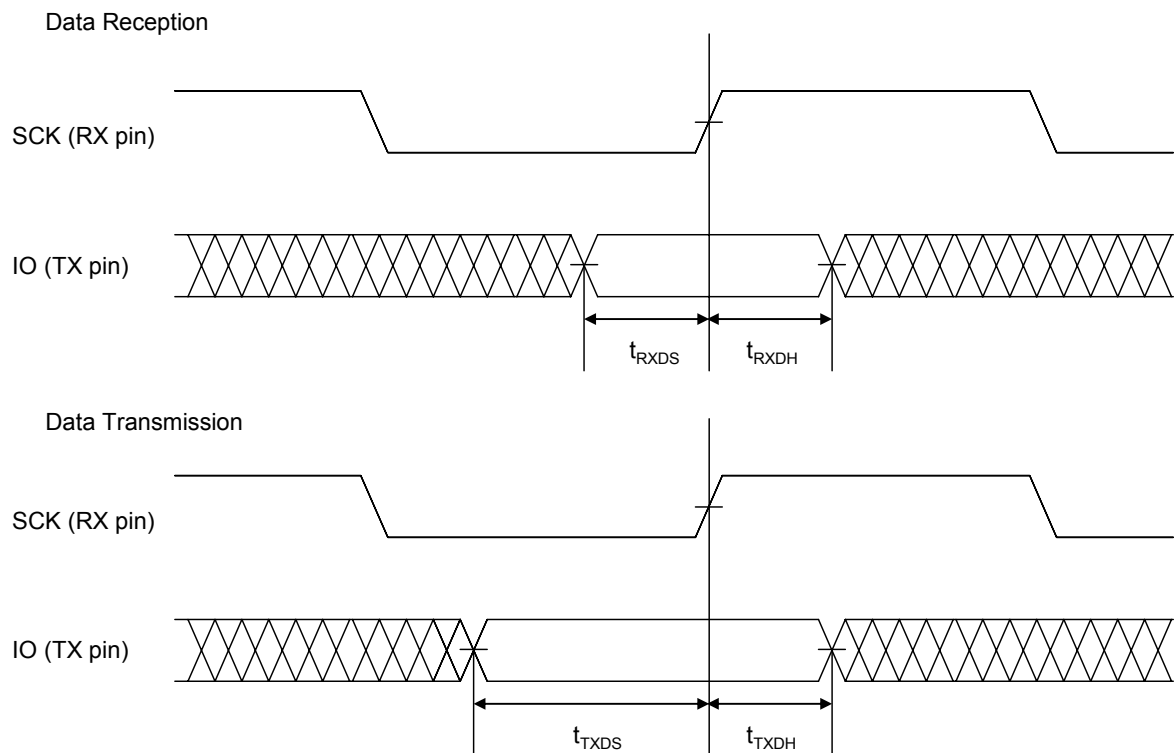 Data Reception
SCK (RX pin)
IO (TX pin)
tRXDS
tRXDH
Data Transmission
SCK (RX pin)
IO (TX pin)
tTXDS
tTXDH